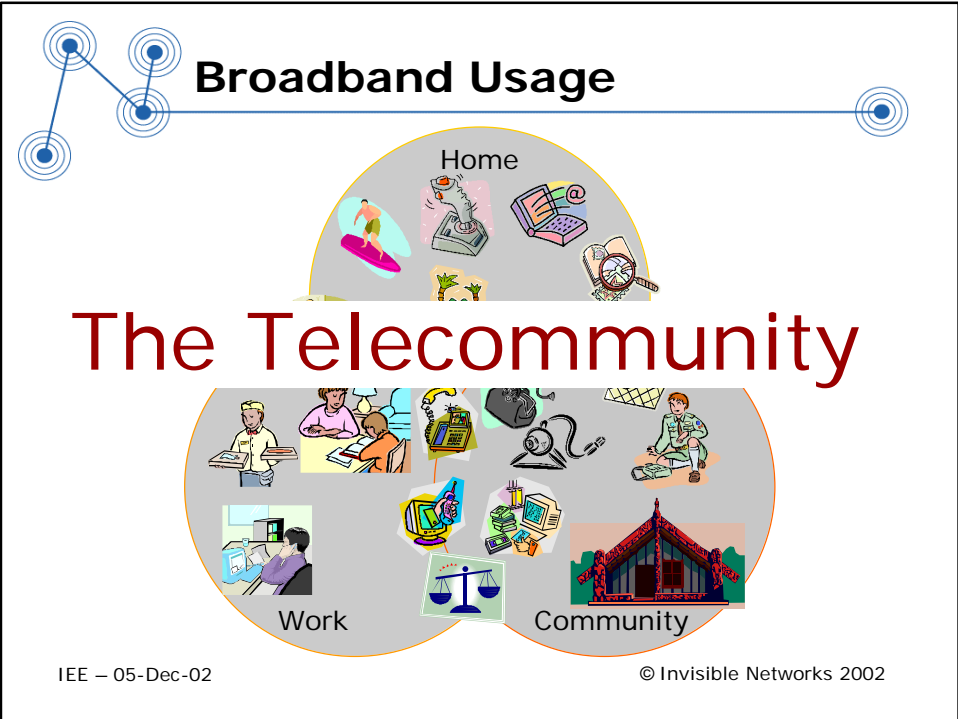 Broadband Usage
Home
@
The Telecommunity
Work
Community
IEE – 05-Dec-02
© Invisible Networks 2002